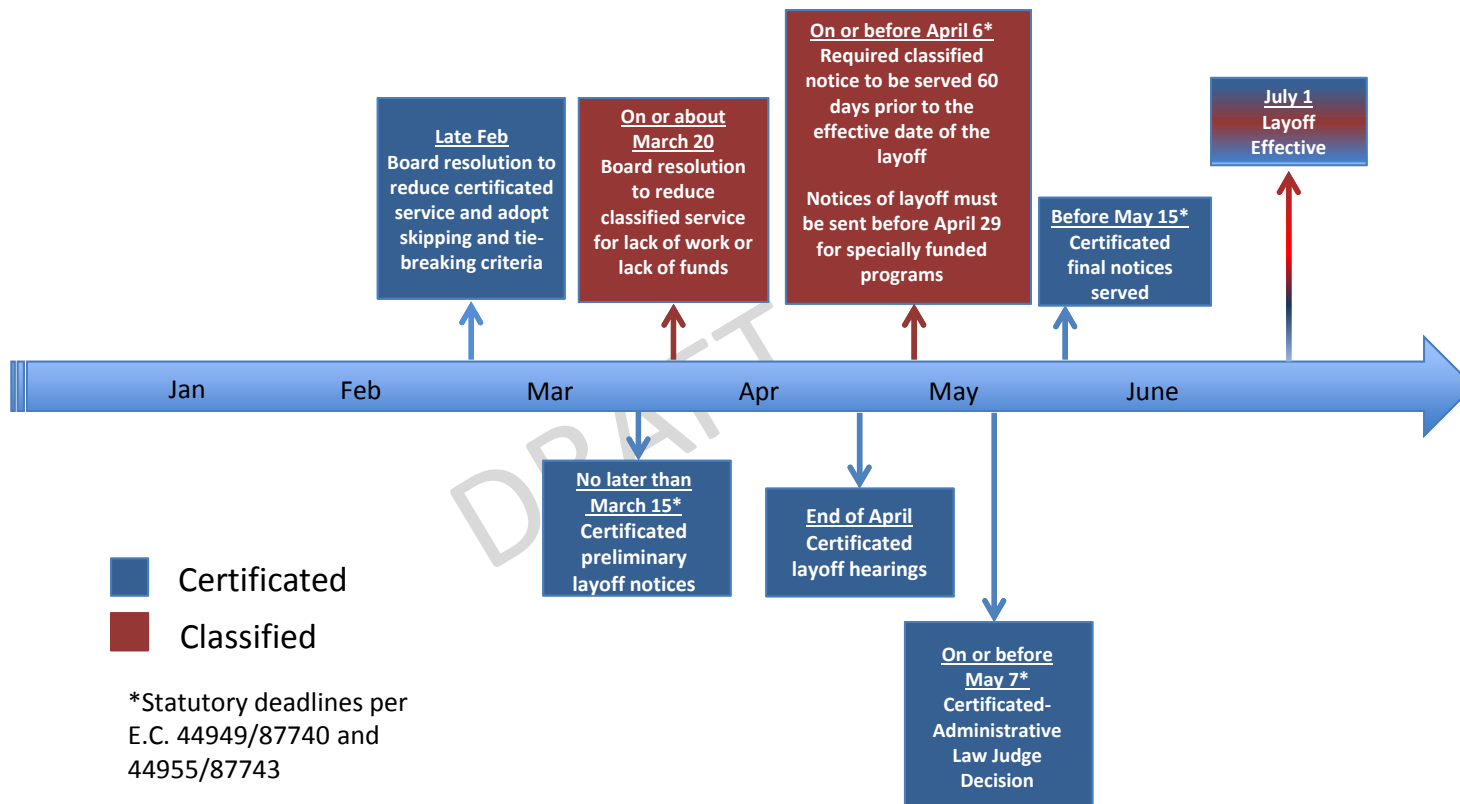 On or before April 6*
Required classified
notice to be served 60
days prior to the
effective date of the
layoff
Notices of layoff must
be sent before April 29
for specially funded
programs
July 1
Layoff
Effective
Late Feb
Board resolution to
reduce certificated
service and adopt
skipping and tie-
breaking criteria
On or about
March 20
Board resolution
to reduce
classified service
for lack of work or
lack of funds
Before May 15*
Certificated
final notices
served
Jan
Feb
Mar
Apr
May
June
DRAFT
No later than
March 15*
Certificated
preliminary
layoff notices
End of April
Certificated
layoff hearings
On or before
May 7*
Certificated-
Administrative
Law Judge
Decision
Certificated
Classified
*Statutory deadlines per
E.C. 44949/87740 and
44955/87743